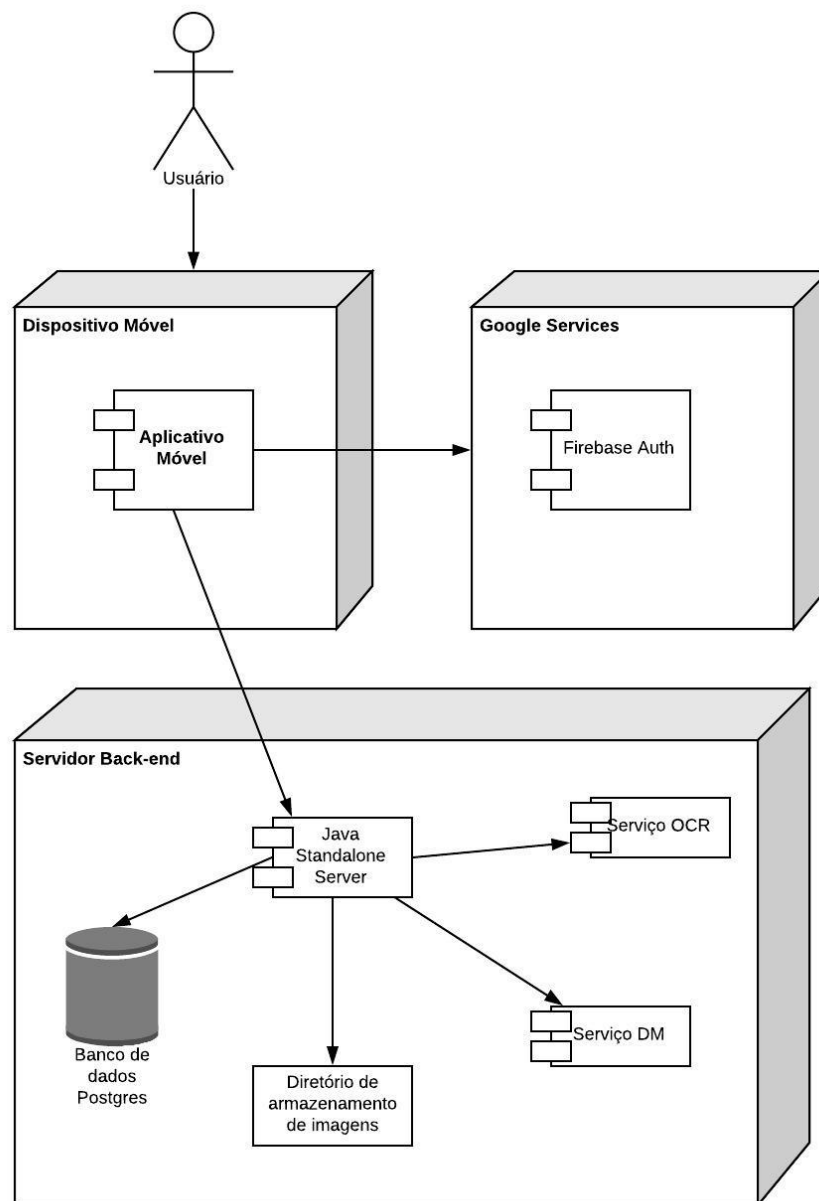 Usuário
Dispositivo Móvel
Google Services
Aplicativo
Móvel
Firebase Auth
Servidor Back-end
Java
Standalone
Server
Serviço OCR
Serviço DM
Banco de
dados
Postgres
Diretório de
armazenamento
de imagens